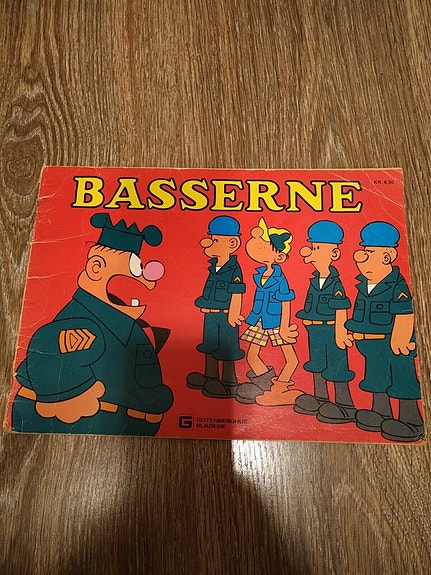 BASSERNE
KR. 6,50
G GUTENBERGHUS
BLADENE